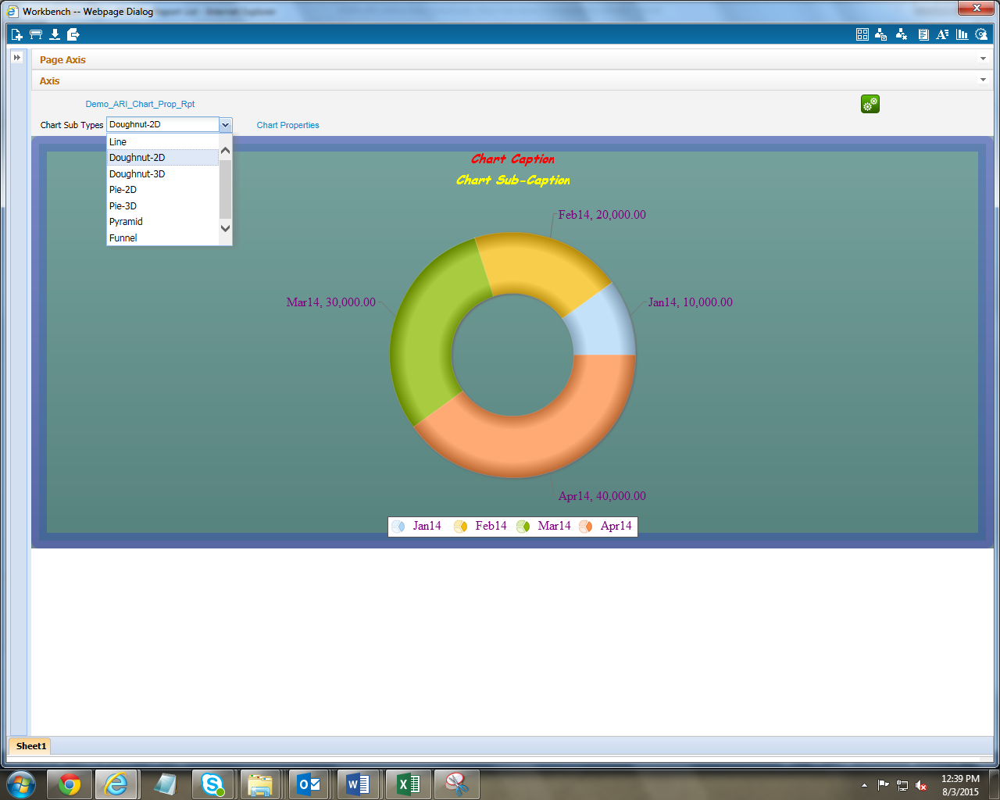 Workbench -- Webpage Dialog
Page Axis
Axis
Demo_ARI_Chart_Prop_Rpt
Chart Sub Types Doughnut-2D Chart Properties
Line
Doughnut-2D
Doughnut-3D
Pie-2D
Pie-3D
Pyramid
Funnel
Chart Caption
Chart Sub-Caption
Feb14, 20,000.00
Mar14, 30,000.00
Jan14, 10,000.00
Apr14, 40,000.00
Jan14 Feb14 Mar14 Apr14
Sheet1
12:39 PM
8/3/2015